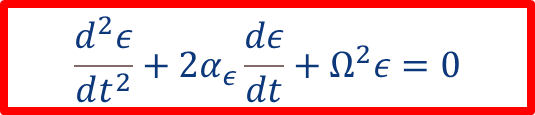 d²ϵ/dt² + 2α_ϵ dϵ/dt + Ω²ϵ = 0